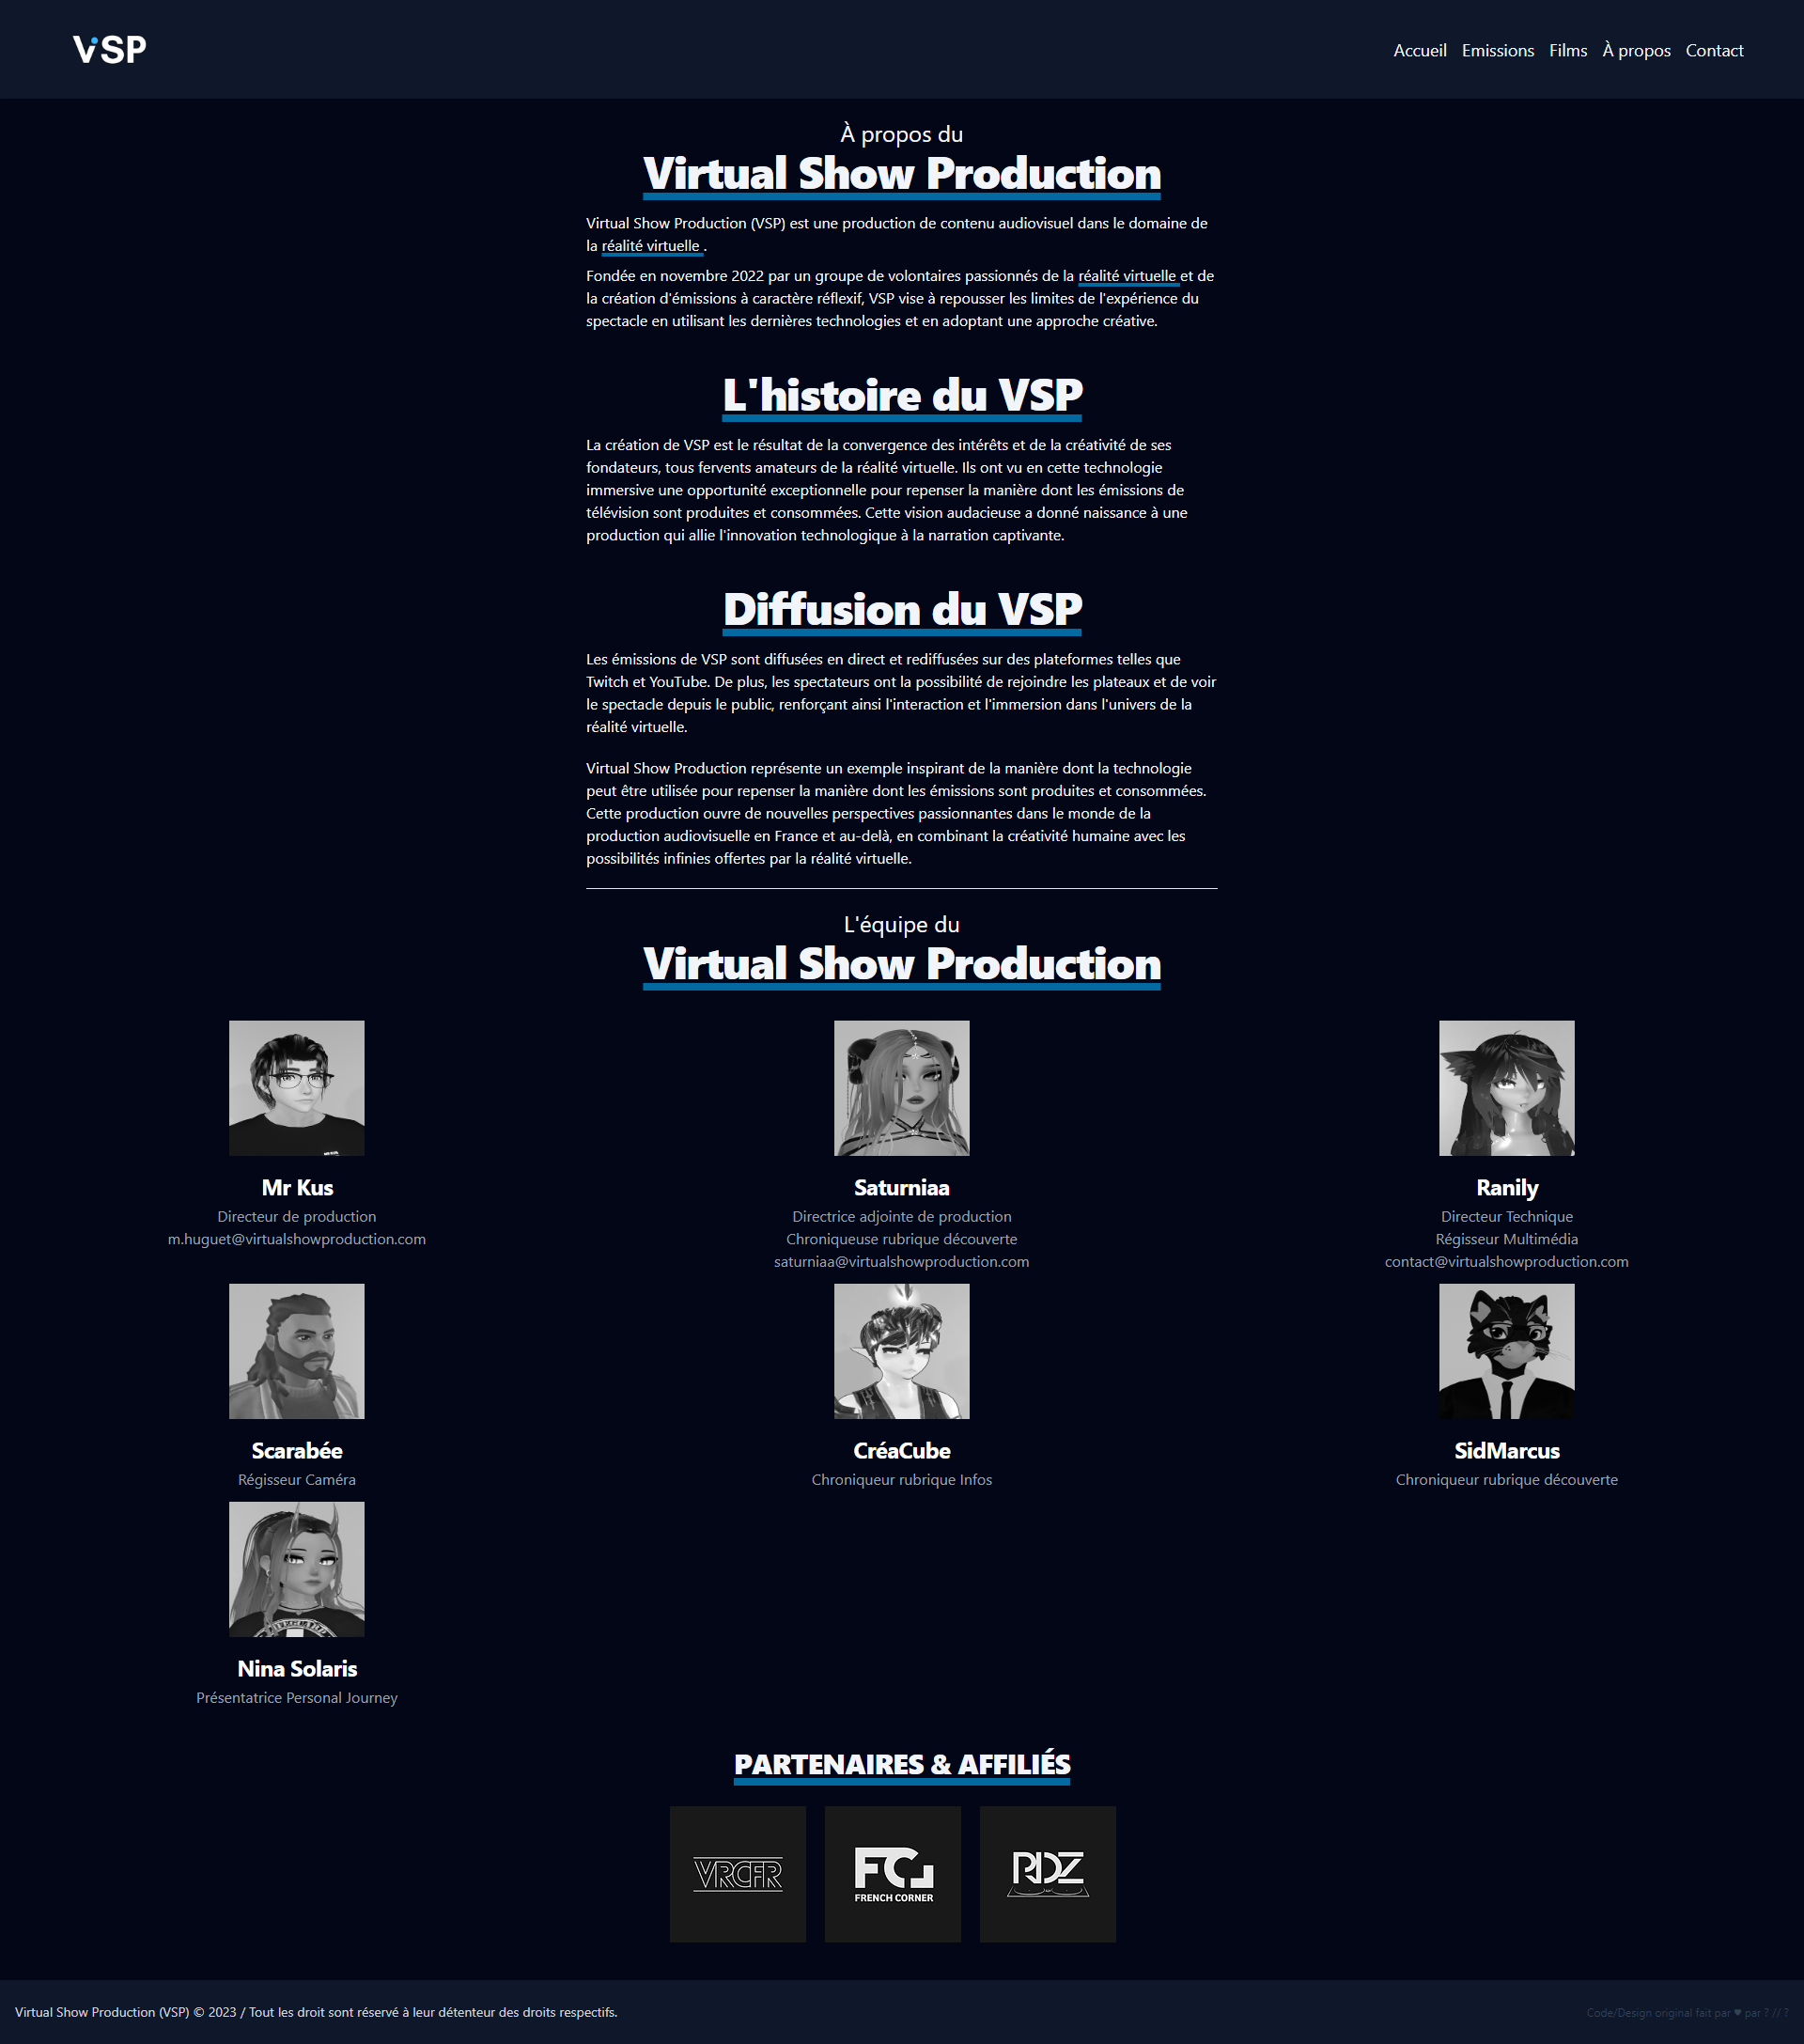 VSP
Accueil Emissions Films À propos Contact
À propos du
Virtual Show Production
Virtual Show Production (VSP) est une production de contenu audiovisuel dans le domaine de
la réalité virtuelle .
Fondée en novembre 2022 par un groupe de volontaires passionnés de la réalité virtuelle et de
la création d'émissions à caractère réflexif, VSP vise à repousser les limites de l'expérience du
spectacle en utilisant les dernières technologies et en adoptant une approche créative.
L'histoire du VSP
La création de VSP est le résultat de la convergence des intérêts et de la créativité de ses
fondateurs, tous fervents amateurs de la réalité virtuelle. Ils ont vu en cette technologie
immersive une opportunité exceptionnelle pour repenser la manière dont les émissions de
télévision sont produites et consommées. Cette vision audacieuse a donné naissance à une
production qui allie l'innovation technologique à la narration captivante.
Diffusion du VSP
Les émissions de VSP sont diffusées en direct et rediffusées sur des plateformes telles que
Twitch et YouTube. De plus, les spectateurs ont la possibilité de rejoindre les plateaux et de voir
le spectacle depuis le public, renforçant ainsi l'interaction et l'immersion dans l'univers de la
réalité virtuelle.
Virtual Show Production représente un exemple inspirant de la manière dont la technologie
peut être utilisée pour repenser la manière dont les émissions sont produites et consommées.
Cette production ouvre de nouvelles perspectives passionnantes dans le monde de la
production audiovisuelle en France et au-delà, en combinant la créativité humaine avec les
possibilités infinies offertes par la réalité virtuelle.
L'équipe du
Virtual Show Production
Mr Kus
Directeur de production
m.huguet@virtualshowproduction.com
Saturniaa
Directrice adjointe de production
Chroniqueuse rubrique découverte
saturniaa@virtualshowproduction.com
Ranily
Directeur Technique
Régisseur Multimédia
contact@virtualshowproduction.com
Scarabée
Régisseur Caméra
CréaCube
Chroniqueur rubrique Infos
SidMarcus
Chroniqueur rubrique découverte
Nina Solaris
Présentatrice Personal Journey
PARTENAIRES & AFFILIÉS
VRCFR
FC
FRENCH CORNER
RDZ
Virtual Show Production (VSP) © 2023 / Tout les droit sont réservé à leur détenteur des droits respectifs.
Code/Design original fait par ♥ par ? // ?